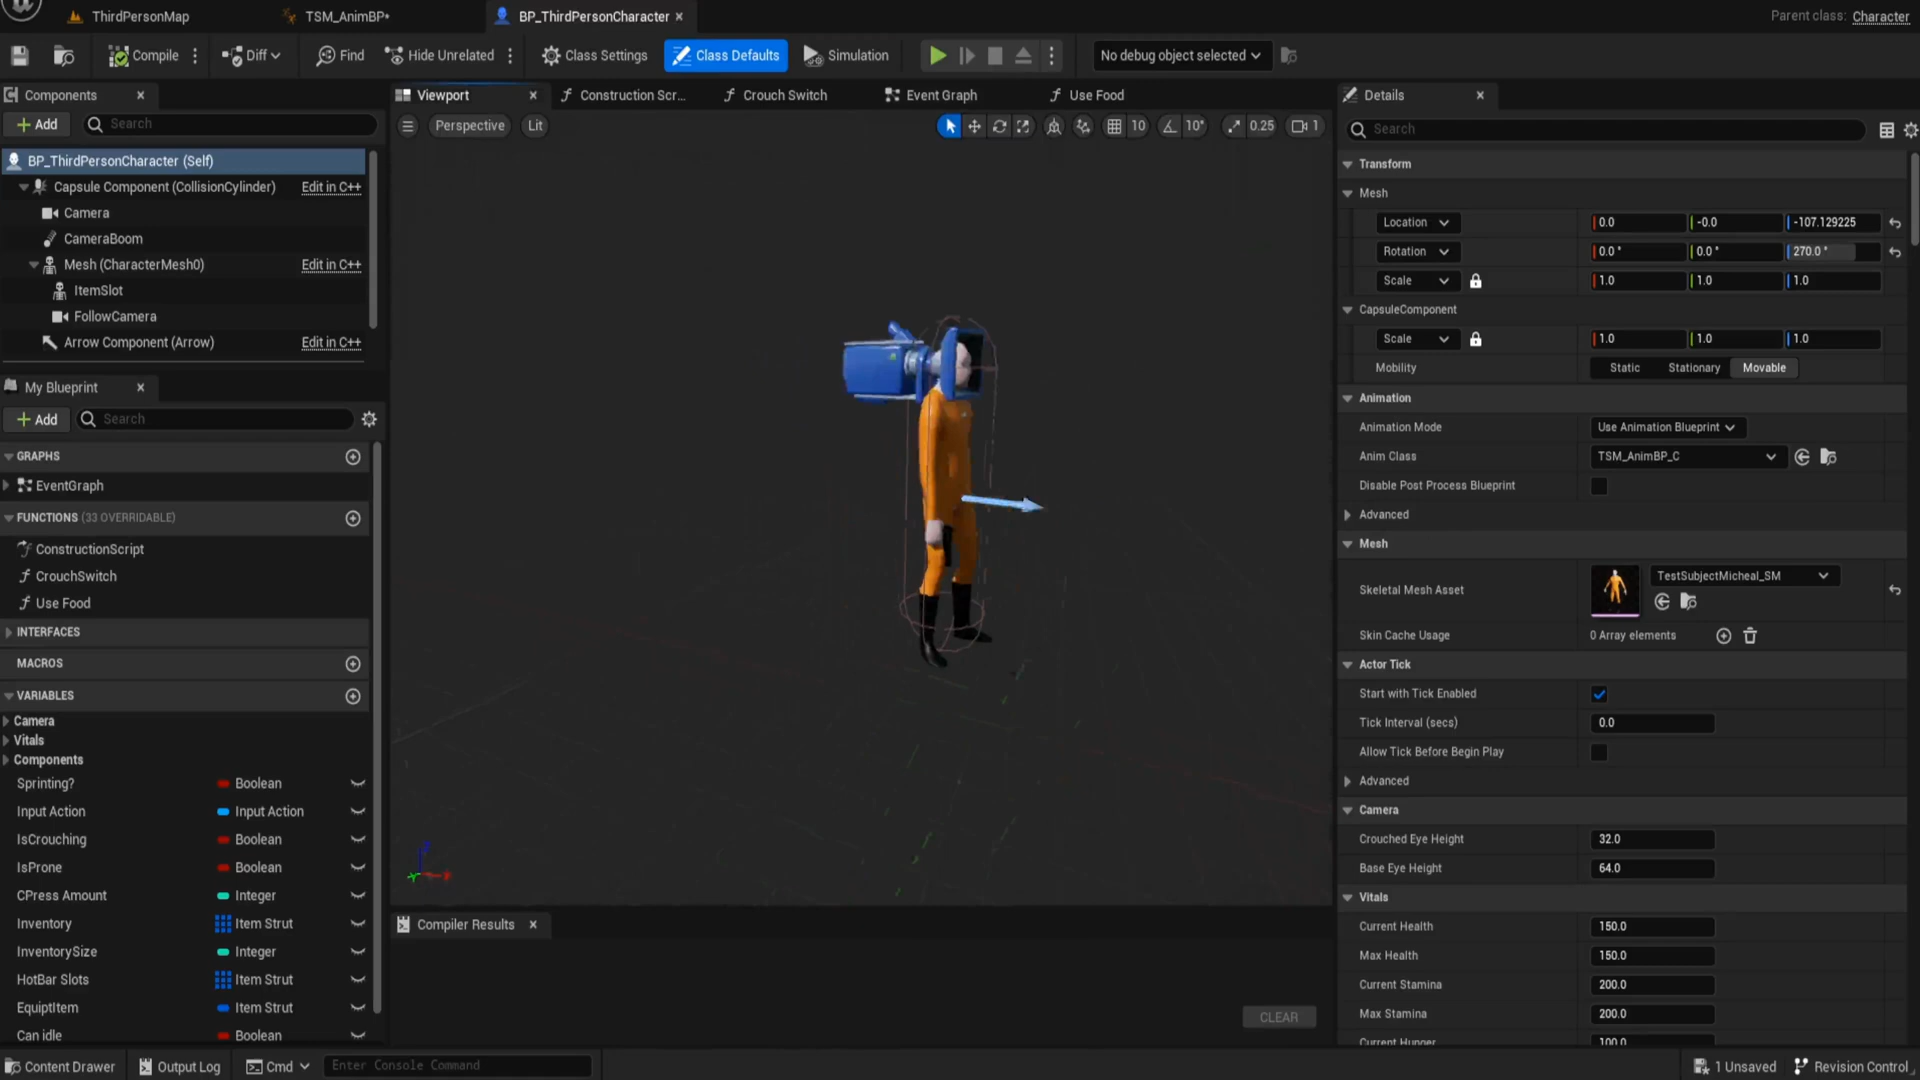 ThirdPersonMap
TSM_AnimBP*
BP_ThirdPersonCharacter
Parent class: Character
Compile
Diff
Find
Hide Unrelated
Class Settings
Class Defaults
Simulation
No debug object selected
Components
Add
Search
BP_ThirdPersonCharacter (Self)
Capsule Component (CollisionCylinder) Edit in C++
Camera
CameraBoom
Mesh (CharacterMesh0) Edit in C++
ItemSlot
FollowCamera
Arrow Component (Arrow) Edit in C++
My Blueprint
Add
Search
GRAPHS
EventGraph
FUNCTIONS (33 OVERRIDABLE)
ConstructionScript
CrouchSwitch
Use Food
INTERFACES
MACROS
VARIABLES
Camera
Vitals
Components
Sprinting? Boolean
Input Action Input Action
IsCrouching Boolean
IsProne Boolean
CPress Amount Integer
Inventory Item Strut
InventorySize Integer
HotBar Slots Item Strut
EquiptItem Item Strut
Can idle Boolean
Viewport
Construction Scr...
Crouch Switch
Event Graph
Use Food
Perspective
Lit
10
10°
0.25
1
Compiler Results
CLEAR
Details
Search
Transform
Mesh
Location 0.0 -0.0 -107.129225
Rotation 0.0° 0.0° 270.0°
Scale 1.0 1.0 1.0
CapsuleComponent
Scale 1.0 1.0 1.0
Mobility Static Stationary Movable
Animation
Animation Mode Use Animation Blueprint
Anim Class TSM_AnimBP_C
Disable Post Process Blueprint
Advanced
Mesh
Skeletal Mesh Asset TestSubjectMicheal_SM
Skin Cache Usage 0 Array elements
Actor Tick
Start with Tick Enabled
Tick Interval (secs) 0.0
Allow Tick Before Begin Play
Advanced
Camera
Crouched Eye Height 32.0
Base Eye Height 64.0
Vitals
Current Health 150.0
Max Health 150.0
Current Stamina 200.0
Max Stamina 200.0
Current Hunger 100.0
Content Drawer
Output Log
Cmd
Enter Console Command
1 Unsaved
Revision Control